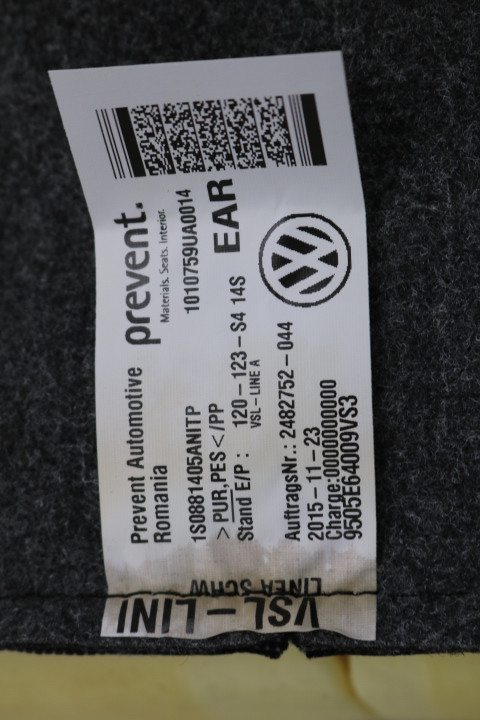 prevent.
Materials. Seats. Interior.
1010759UA0014
EAR
Prevent Automotive
Romania
1S0881405ANITP
> PUR,PES </PP
Stand E/P: 120-123-S4 14S
VSL-LINE A
AuftragsNr.: 2482752-044
2015-11-23
Charge:0000000000
9505E64009VS3
LINEA SCHW
VSL-LINI